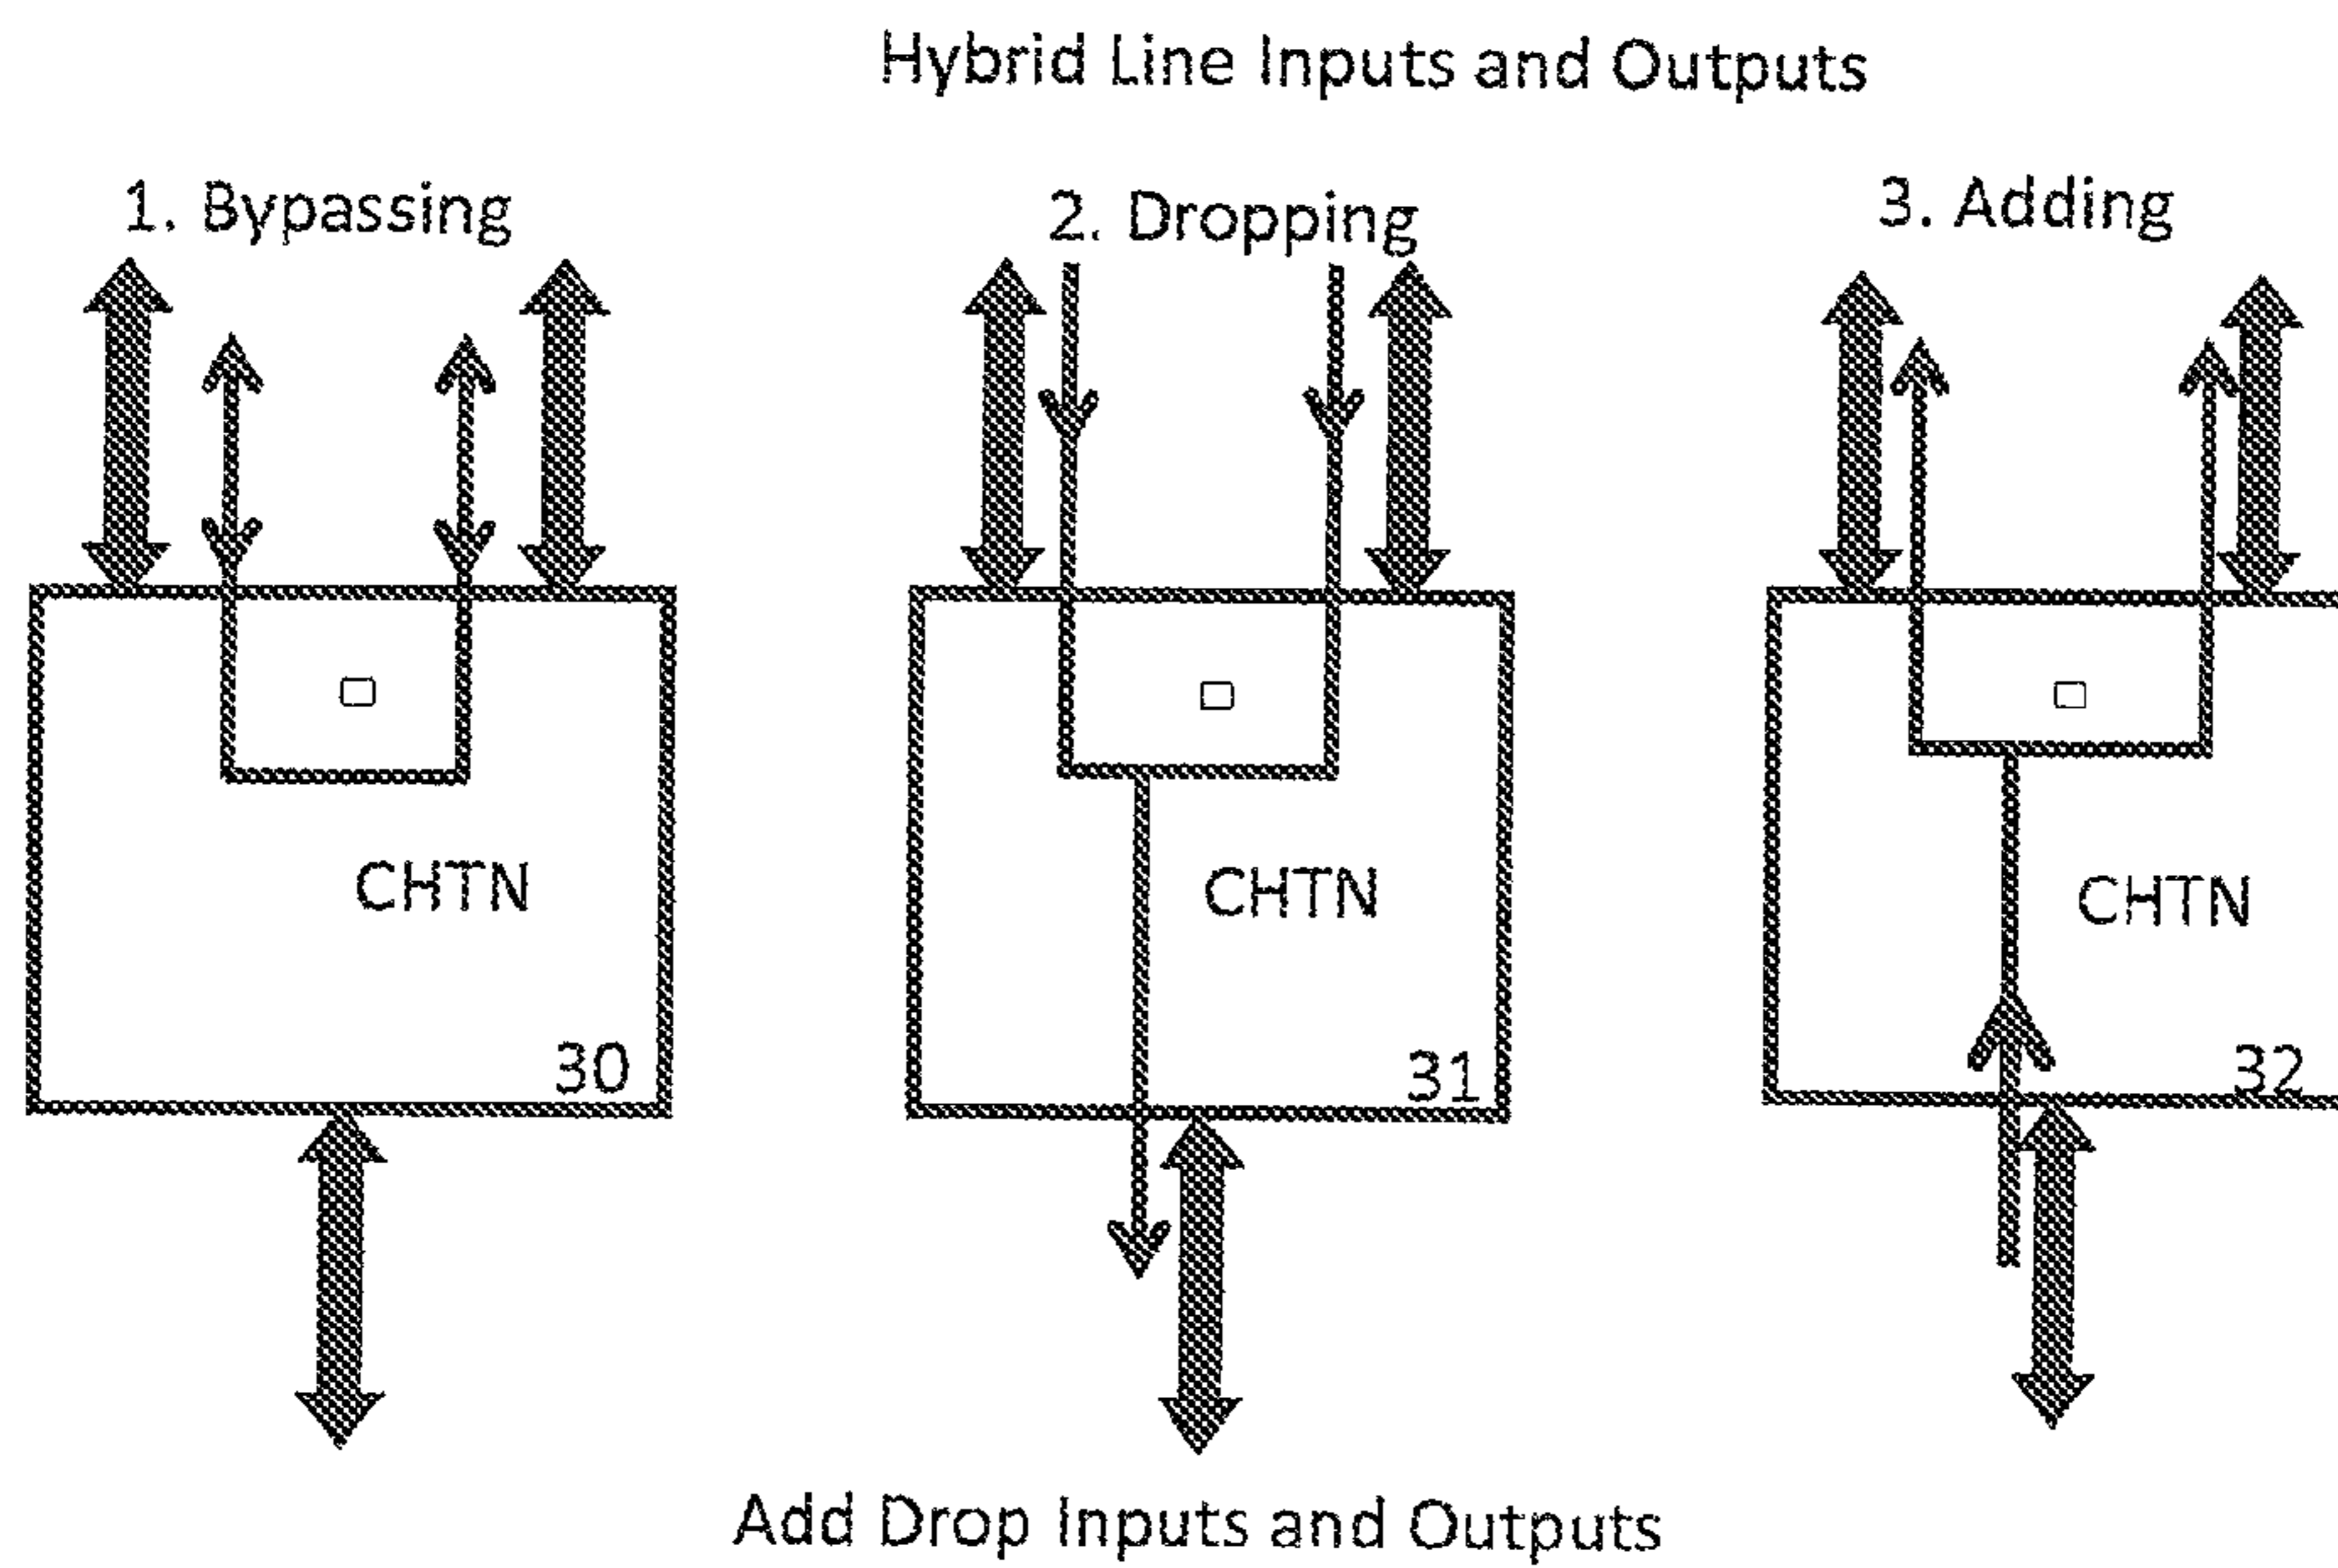 Hybrid Line Inputs and Outputs
1. Bypassing
2. Dropping
3. Adding
CHTN
CHTN
CHTN
30
31
32
Add Drop Inputs and Outputs